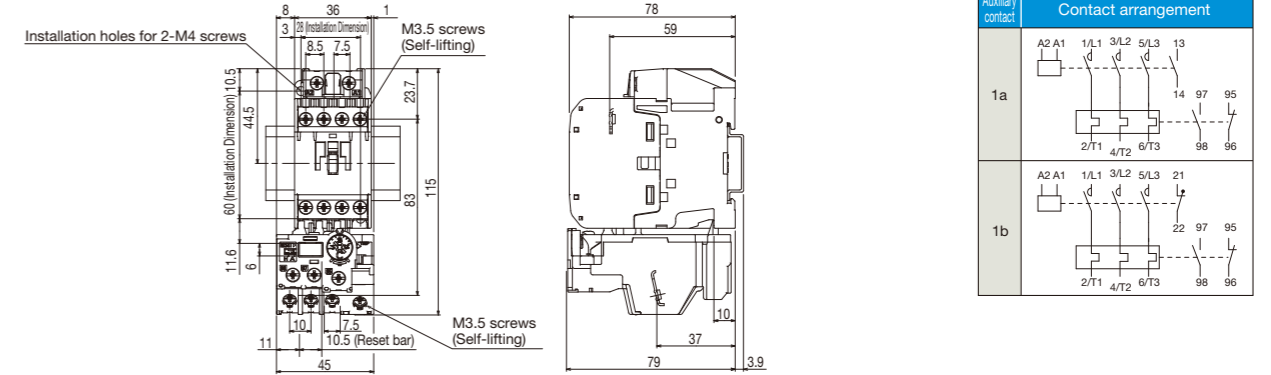 8 36 1
3 28 (Installation Dimension)
8.5 7.5
Installation holes for 2-M4 screws
M3.5 screws
(Self-lifting)
10.5
60 (Installation Dimension)
44.5
23.7
83
115
11.6
6
10 7.5
11 10.5 (Reset bar)
45
M3.5 screws
(Self-lifting)
78
59
10
37
79 3.9
Auxiliary
contact
Contact arrangement
1a
A2 A1 1/L1 3/L2 5/L3 13
14 97 95
2/T1 4/T2 6/T3 98 96
1b
A2 A1 1/L1 3/L2 5/L3 21
22 97 95
2/T1 4/T2 6/T3 98 96